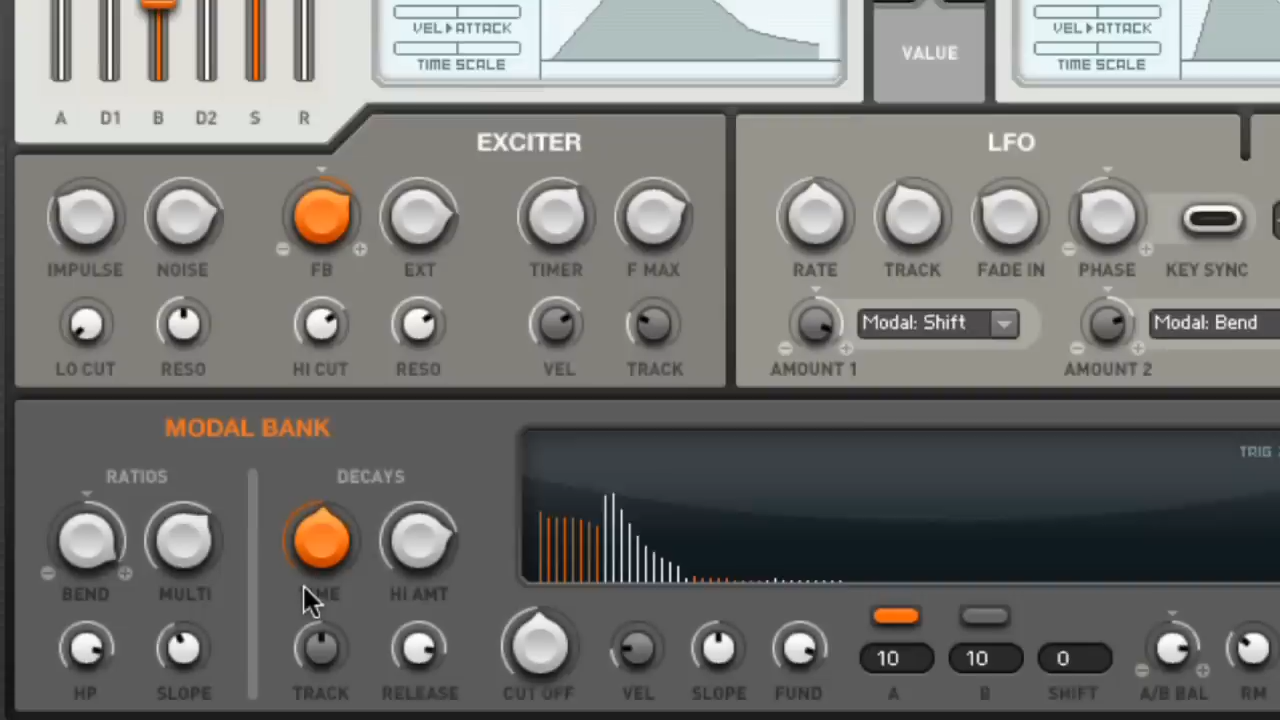 VEL▸ATTACK
TIME SCALE
VALUE
VEL▸ATTACK
TIME SCALE
A D1 B D2 S R
EXCITER
LFO
IMPULSE NOISE FB EXT TIMER F MAX
RATE TRACK FADE IN PHASE KEY SYNC
Modal: Shift
Modal: Bend
LO CUT RESO HI CUT RESO VEL TRACK
AMOUNT 1 AMOUNT 2
MODAL BANK
RATIOS DECAYS
TRIG
BEND MULTI HI AMT
10 10 0
HP SLOPE TRACK RELEASE CUT OFF VEL SLOPE FUND A B SHIFT A/B BAL RM